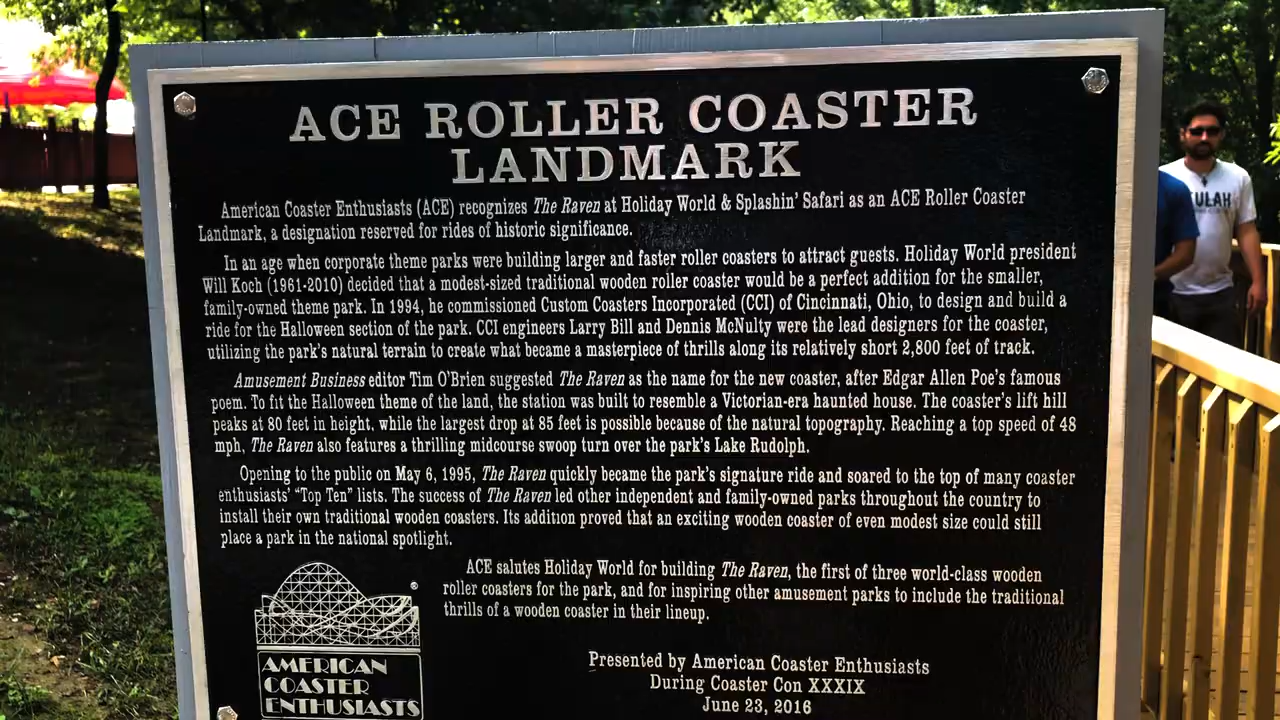 ACE ROLLER COASTER
LANDMARK
American Coaster Enthusiasts (ACE) recognizes The Raven at Holiday World & Splashin' Safari as an ACE Roller Coaster
Landmark, a designation reserved for rides of historic significance.
In an age when corporate theme parks were building larger and faster roller coasters to attract guests. Holiday World president
Will Koch (1961-2010) decided that a modest-sized traditional wooden roller coaster would be a perfect addition for the smaller,
family-owned theme park. In 1994, he commissioned Custom Coasters Incorporated (CCI) of Cincinnati, Ohio, to design and build a
ride for the Halloween section of the park. CCI engineers Larry Bill and Dennis McNulty were the lead designers for the coaster,
utilizing the park's natural terrain to create what became a masterpiece of thrills along its relatively short 2,800 feet of track.
Amusement Business editor Tim O'Brien suggested The Raven as the name for the new coaster, after Edgar Allen Poe's famous
poem. To fit the Halloween theme of the land, the station was built to resemble a Victorian-era haunted house. The coaster's lift hill
peaks at 80 feet in height, while the largest drop at 85 feet is possible because of the natural topography. Reaching a top speed of 48
mph, The Raven also features a thrilling midcourse swoop turn over the park's Lake Rudolph.
Opening to the public on May 6, 1995, The Raven quickly became the park's signature ride and soared to the top of many coaster
enthusiasts' "Top Ten" lists. The success of The Raven led other independent and family-owned parks throughout the country to
install their own traditional wooden coasters. Its addition proved that an exciting wooden coaster of even modest size could still
place a park in the national spotlight.
ACE salutes Holiday World for building The Raven, the first of three world-class wooden
roller coasters for the park, and for inspiring other amusement parks to include the traditional
thrills of a wooden coaster in their lineup.
®
AMERICAN
COASTER
ENTHUSIASTS
Presented by American Coaster Enthusiasts
During Coaster Con XXXIX
June 23, 2016